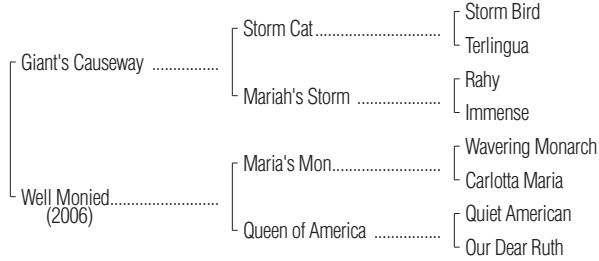 Storm Bird
Storm Cat
Terlingua
Giant's Causeway
Rahy
Mariah's Storm
Immense
Wavering Monarch
Maria's Mon
Carlotta Maria
Well Monied
(2006)
Quiet American
Queen of America
Our Dear Ruth